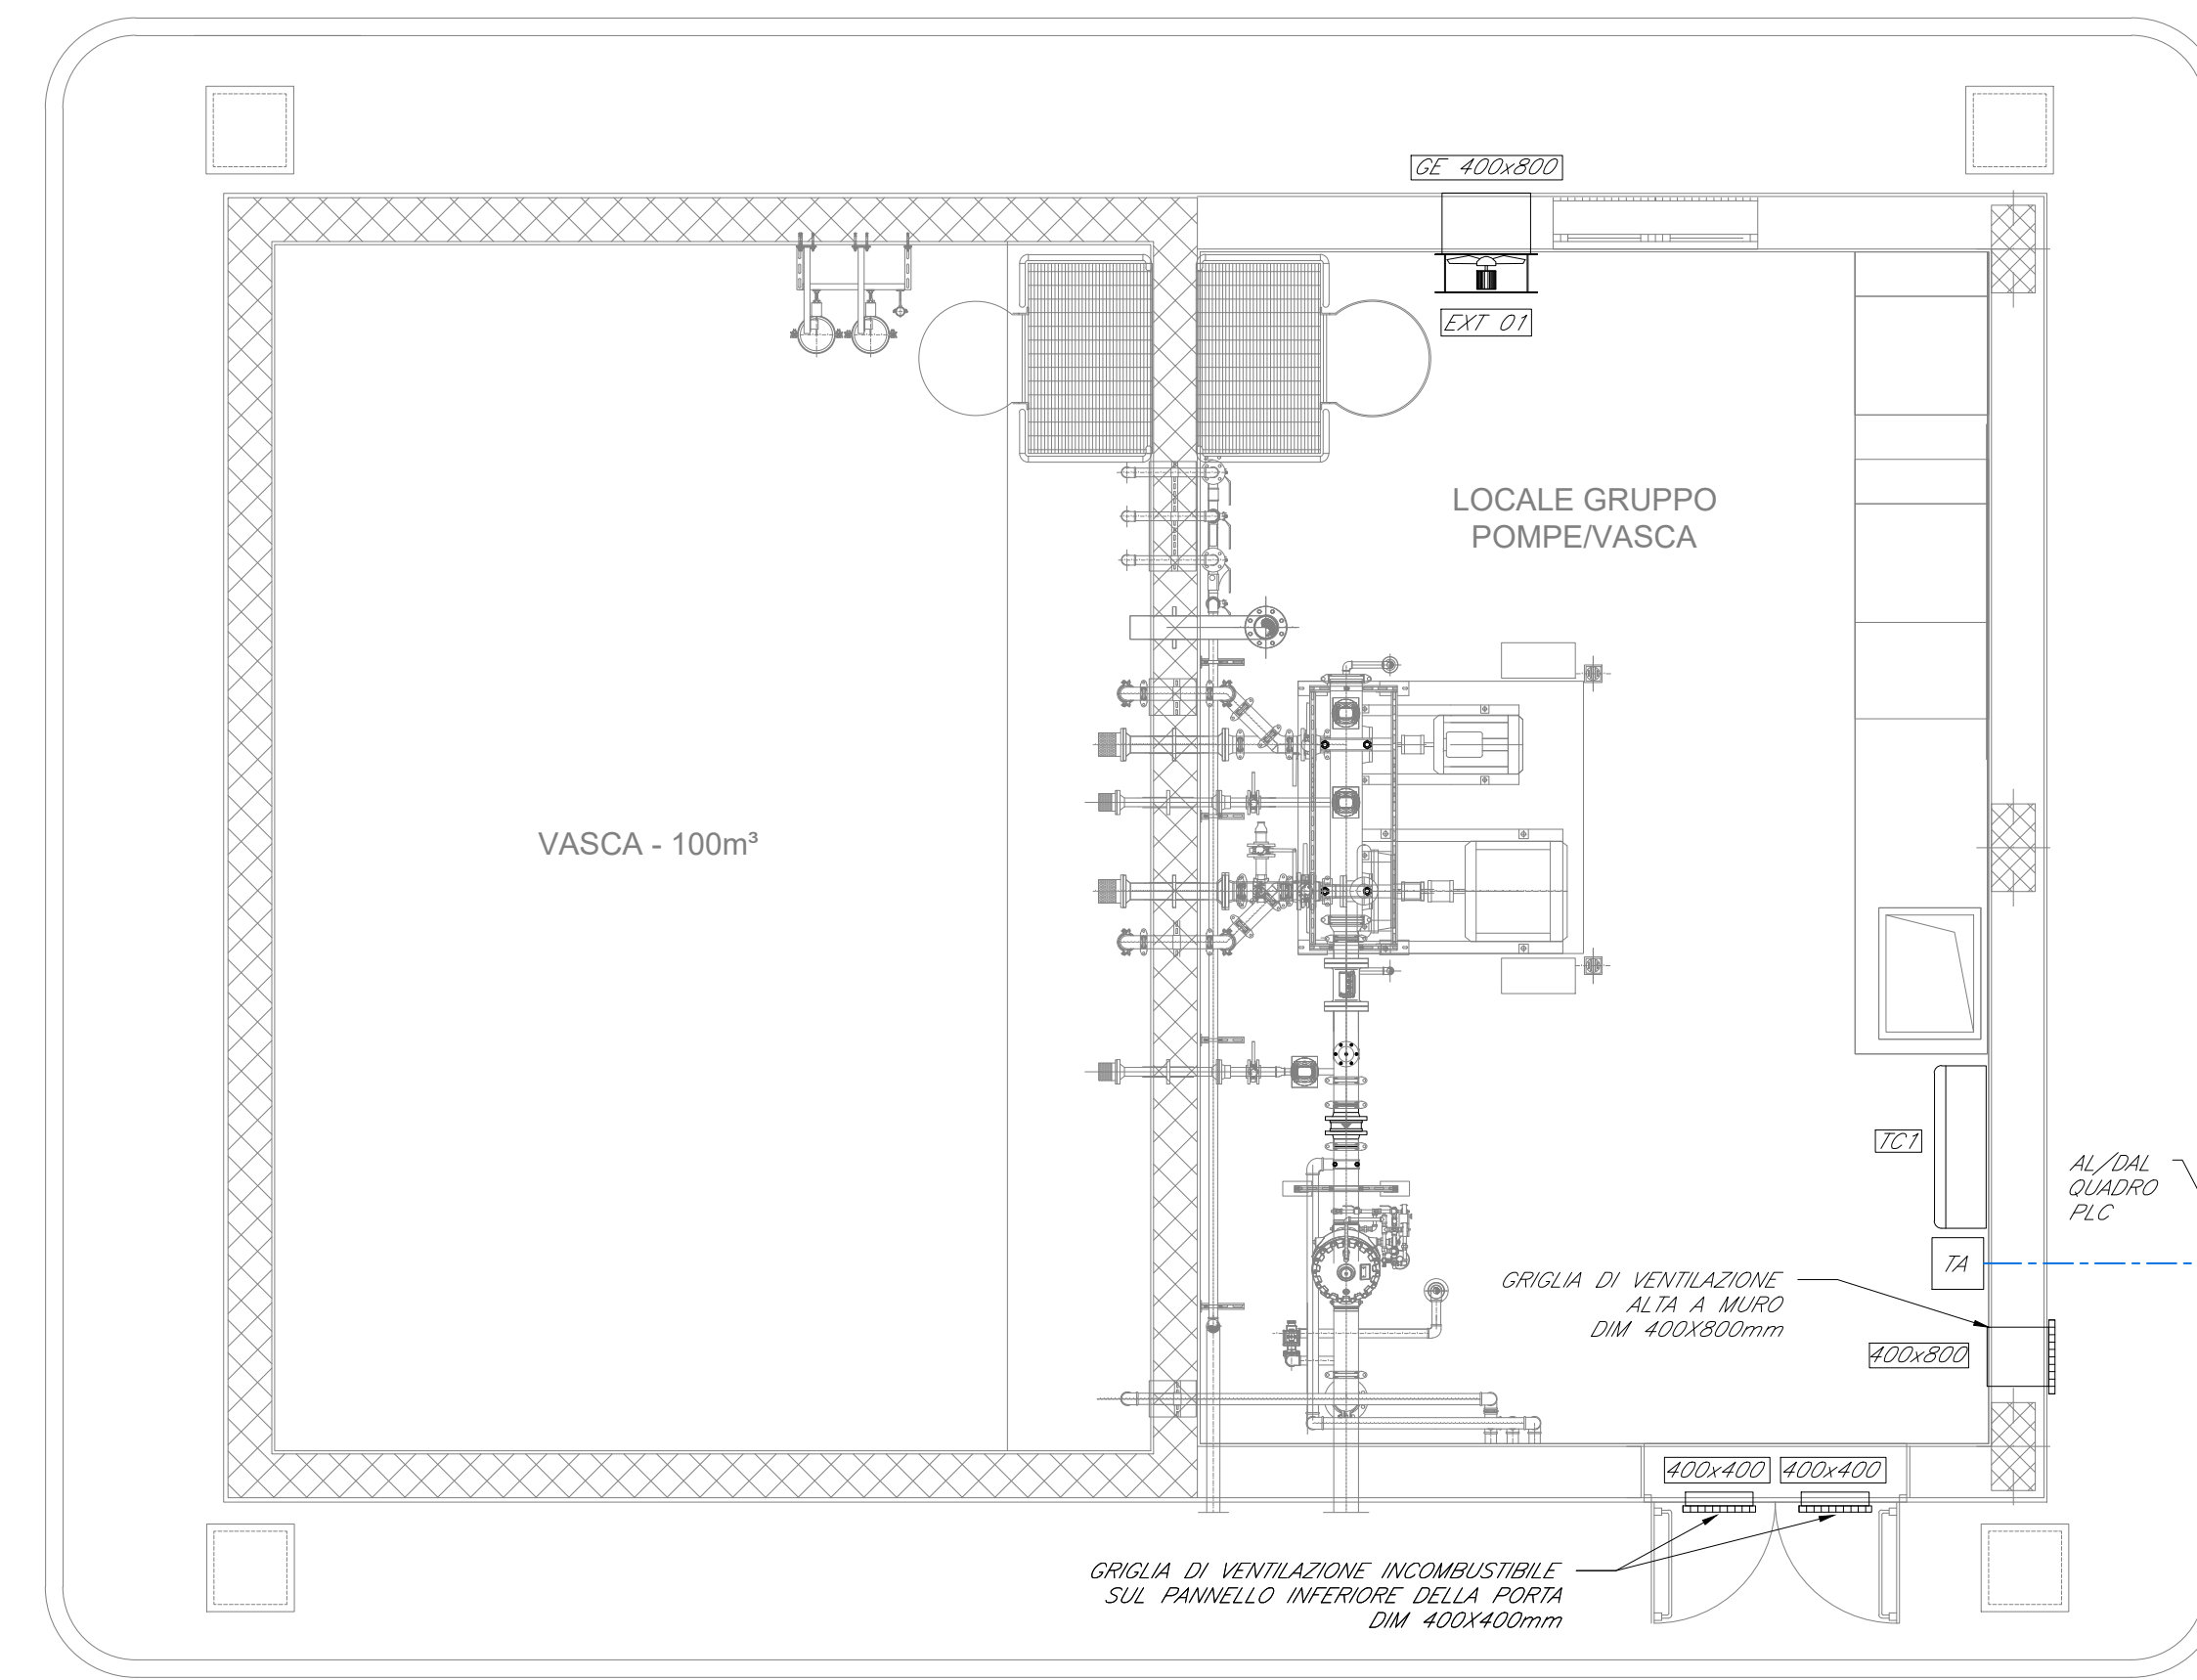 GE 400x800
EXT 01
LOCALE GRUPPO
POMPE/VASCA
VASCA - 100m³
TC1
AL/DAL
QUADRO
PLC
TA
GRIGLIA DI VENTILAZIONE
ALTA A MURO
DIM 400X800mm
400x800
400x400
400x400
GRIGLIA DI VENTILAZIONE INCOMBUSTIBILE
SUL PANNELLO INFERIORE DELLA PORTA
DIM 400X400mm